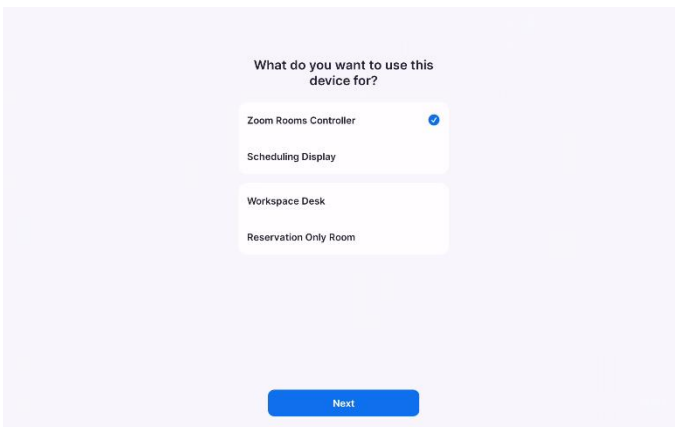 What do you want to use this
device for?
Zoom Rooms Controller
Scheduling Display
Workspace Desk
Reservation Only Room
Next